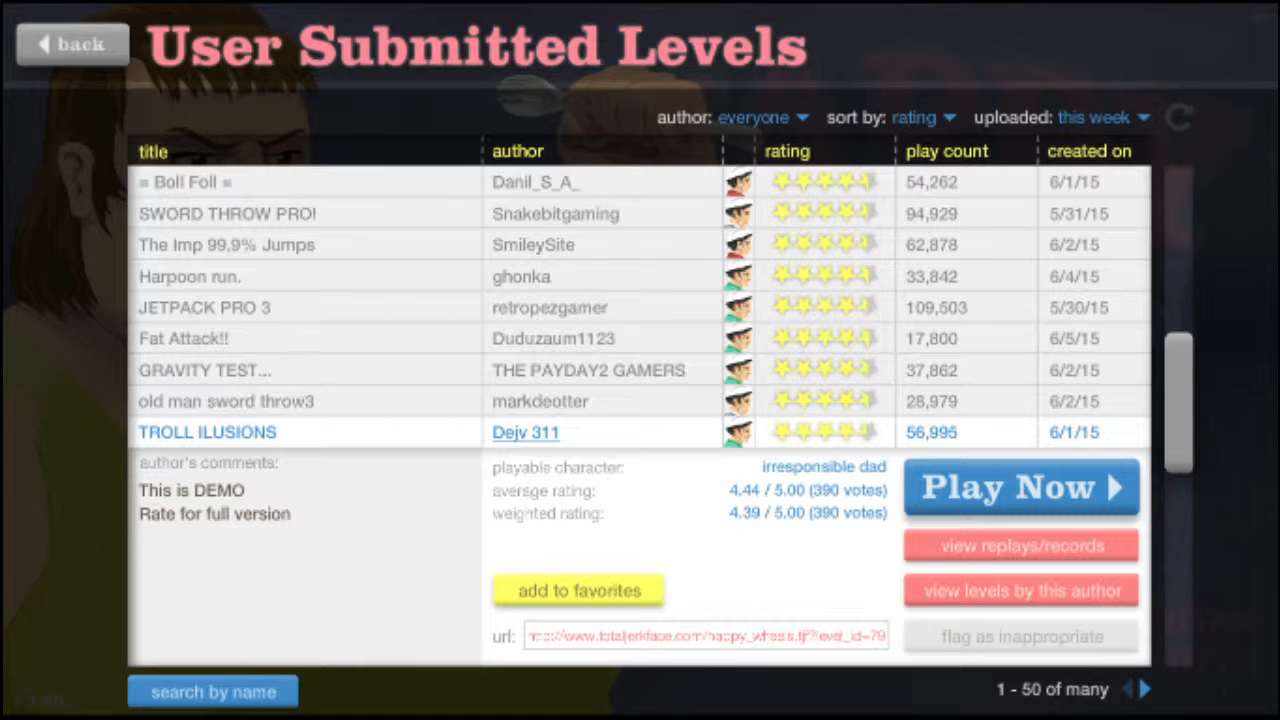 back
User Submitted Levels
author: everyone sort by: rating uploaded: this week
title author rating play count created on
= Boll Foll = Danil_S_A_ 54,262 6/1/15
SWORD THROW PRO! Snakebitgaming 94,929 5/31/15
The Imp 99,9% Jumps SmileySite 62,878 6/2/15
Harpoon run. ghonka 33,842 6/4/15
JETPACK PRO 3 retropezgamer 109,503 5/30/15
Fat Attack!! Duduzaum1123 17,800 6/5/15
GRAVITY TEST... THE PAYDAY2 GAMERS 37,862 6/2/15
old man sword throw3 markdeotter 28,979 6/2/15
TROLL ILUSIONS Dejv 311 56,995 6/1/15
author's comments:
This is DEMO
Rate for full version
playable character: irresponsible dad
average rating: 4.44 / 5.00 (390 votes)
weighted rating: 4.39 / 5.00 (390 votes)
Play Now
view replays/records
add to favorites
view levels by this author
url: http://www.totaljerkface.com/happy_wheels.tjf?level_id=79
flag as inappropriate
search by name
1 - 50 of many